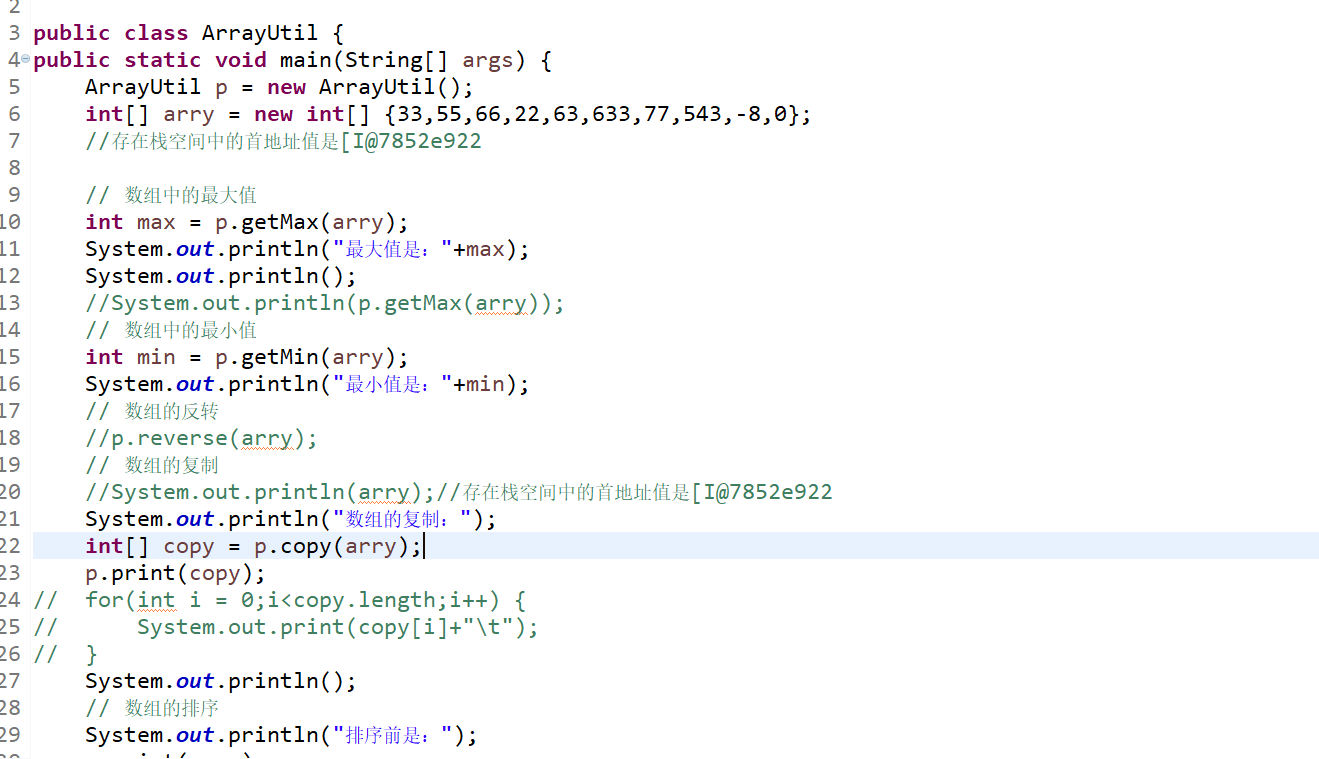 2
3 public class ArrayUtil {
4 public static void main(String[] args) {
5 ArrayUtil p = new ArrayUtil();
6 int[] arry = new int[] {33,55,66,22,63,633,77,543,-8,0};
7 //存在栈空间中的首地址值是[I@7852e922
8
9 // 数组中的最大值
10 int max = p.getMax(arry);
11 System.out.println("最大值是："+max);
12 System.out.println();
13 //System.out.println(p.getMax(arry));
14 // 数组中的最小值
15 int min = p.getMin(arry);
16 System.out.println("最小值是："+min);
17 // 数组的反转
18 //p.reverse(arry);
19 // 数组的复制
20 //System.out.println(arry);//存在栈空间中的首地址值是[I@7852e922
21 System.out.println("数组的复制：");
22 int[] copy = p.copy(arry);
23 p.print(copy);
24 // for(int i = 0;i<copy.length;i++) {
25 // System.out.print(copy[i]+"\t");
26 // }
27 System.out.println();
28 // 数组的排序
29 System.out.println("排序前是：");